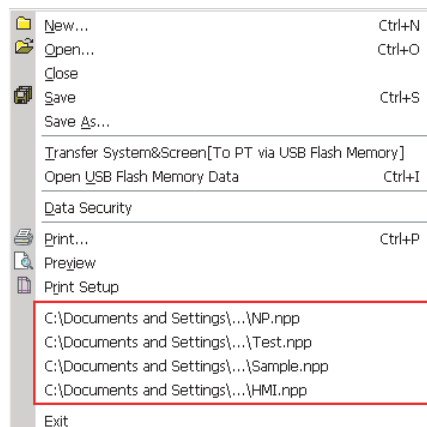 New... Ctrl+N
Open... Ctrl+O
Close
Save Ctrl+S
Save As...
Transfer System&Screen[To PT via USB Flash Memory]
Open USB Flash Memory Data Ctrl+I
Data Security
Print... Ctrl+P
Preview
Print Setup
C:\Documents and Settings\...\NP.npp
C:\Documents and Settings\...\Test.npp
C:\Documents and Settings\...\Sample.npp
C:\Documents and Settings\...\HMI.npp
Exit